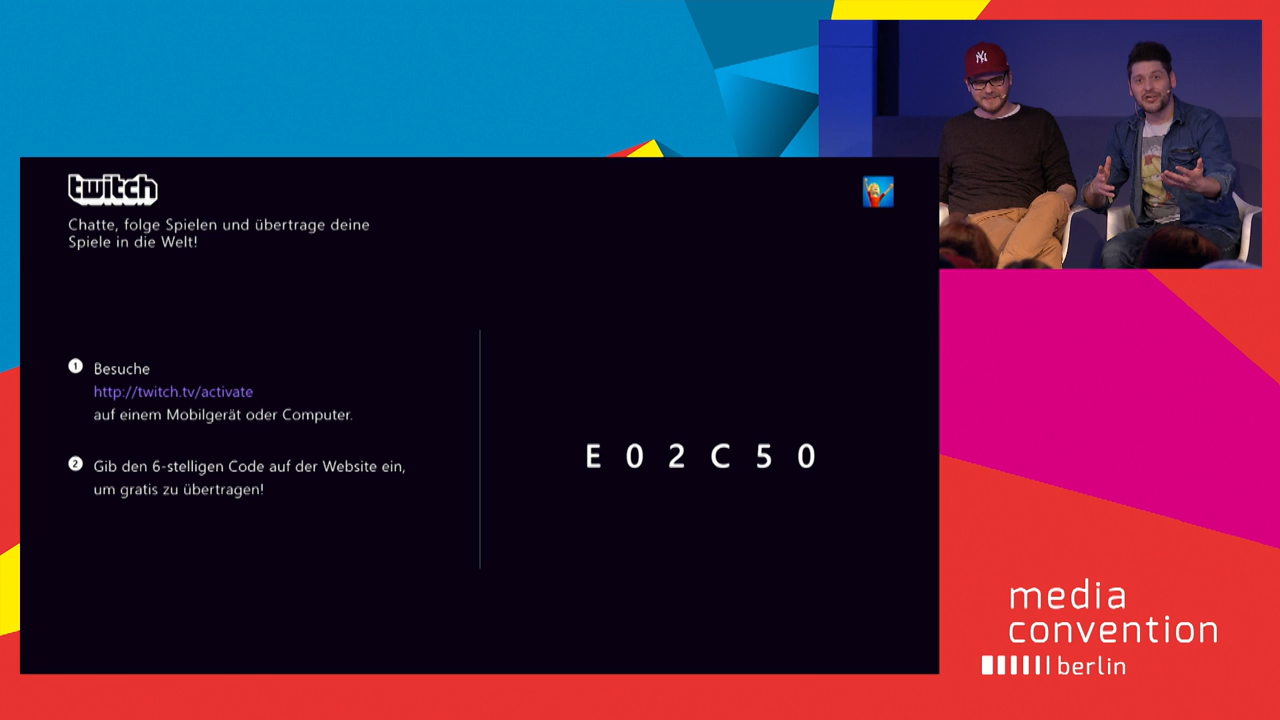 twitch
Chatte, folge Spielen und übertrage deine
Spiele in die Welt!
1 Besuche
http://twitch.tv/activate
auf einem Mobilgerät oder Computer.
2 Gib den 6-stelligen Code auf der Website ein,
um gratis zu übertragen!
E 0 2 C 5 0
NY
media
convention
berlin